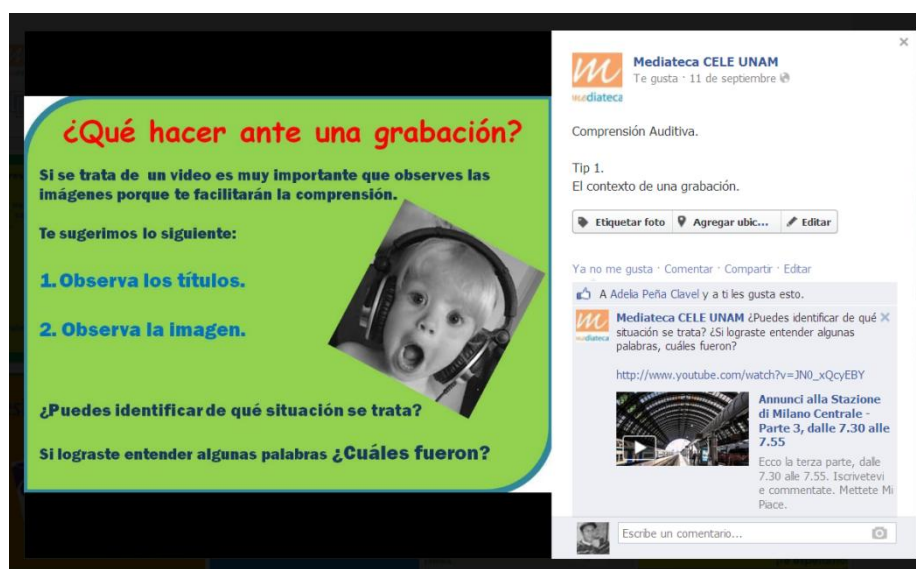 ¿Qué hacer ante una grabación?
Si se trata de un video es muy importante que observes las
imágenes porque te facilitarán la comprensión.
Te sugerimos lo siguiente:
1. Observa los títulos.
2. Observa la imagen.
¿Puedes identificar de qué situación se trata?
Si lograste entender algunas palabras ¿Cuáles fueron?
m
mediateca
Mediateca CELE UNAM
Te gusta · 11 de septiembre
Comprensión Auditiva.
Tip 1.
El contexto de una grabación.
Etiquetar foto
Agregar ubic...
Editar
Ya no me gusta · Comentar · Compartir · Editar
A Adelia Peña Clavel y a ti les gusta esto.
m
mediateca
Mediateca CELE UNAM ¿Puedes identificar de qué
situación se trata? ¿Si lograste entender algunas
palabras, cuáles fueron?
http://www.youtube.com/watch?v=JN0_xQcyEBY
Annunci alla Stazione
di Milano Centrale -
Parte 3, dalle 7.30 alle
7.55
Ecco la terza parte, dalle
7.30 alle 7.55. Iscrivetevi
e commentate. Mettete Mi
Piace.
Escribe un comentario...